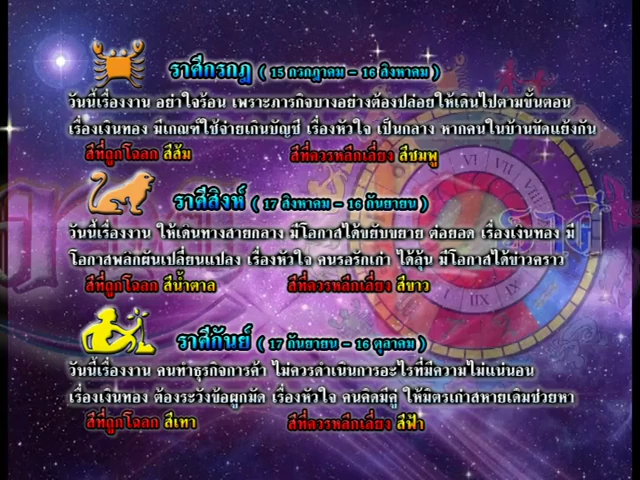 ราศีกรกฎ ( 15 กรกฎาคม – 16 สิงหาคม )
วันนี้เรื่องงาน อย่าใจร้อน เพราะภารกิจบางอย่างต้องปล่อยให้เดินไปตามขั้นตอน
เรื่องเงินทอง มีเกณฑ์ใช้จ่ายเกินบัญชี เรื่องหัวใจ เป็นกลาง หากคนในบ้านขัดแย้งกัน
สีที่ถูกโฉลก สีส้ม สีที่ควรหลีกเลี่ยง สีชมพู
ราศีสิงห์ ( 17 สิงหาคม – 16 กันยายน )
วันนี้เรื่องงาน ให้เดินทางสายกลาง มีโอกาสได้ขยับขยาย ต่อยอด เรื่องเงินทอง มี
โอกาสพลิกผันเปลี่ยนแปลง เรื่องหัวใจ คนรอรักเก่า ได้ลุ้น มีโอกาสได้ข่าวคราว
สีที่ถูกโฉลก สีน้ำตาล สีที่ควรหลีกเลี่ยง สีขาว
ราศีกันย์ ( 17 กันยายน – 16 ตุลาคม )
วันนี้เรื่องงาน คนทำธุรกิจการค้า ไม่ควรดำเนินการอะไรที่มีความไม่แน่นอน
เรื่องเงินทอง ต้องระวังข้อผูกมัด เรื่องหัวใจ คนคิดมีคู่ ให้มิตรเก่าสหายเดิมช่วยหา
สีที่ถูกโฉลก สีเทา สีที่ควรหลีกเลี่ยง สีฟ้า
ราศี
VI VII VIII
IX